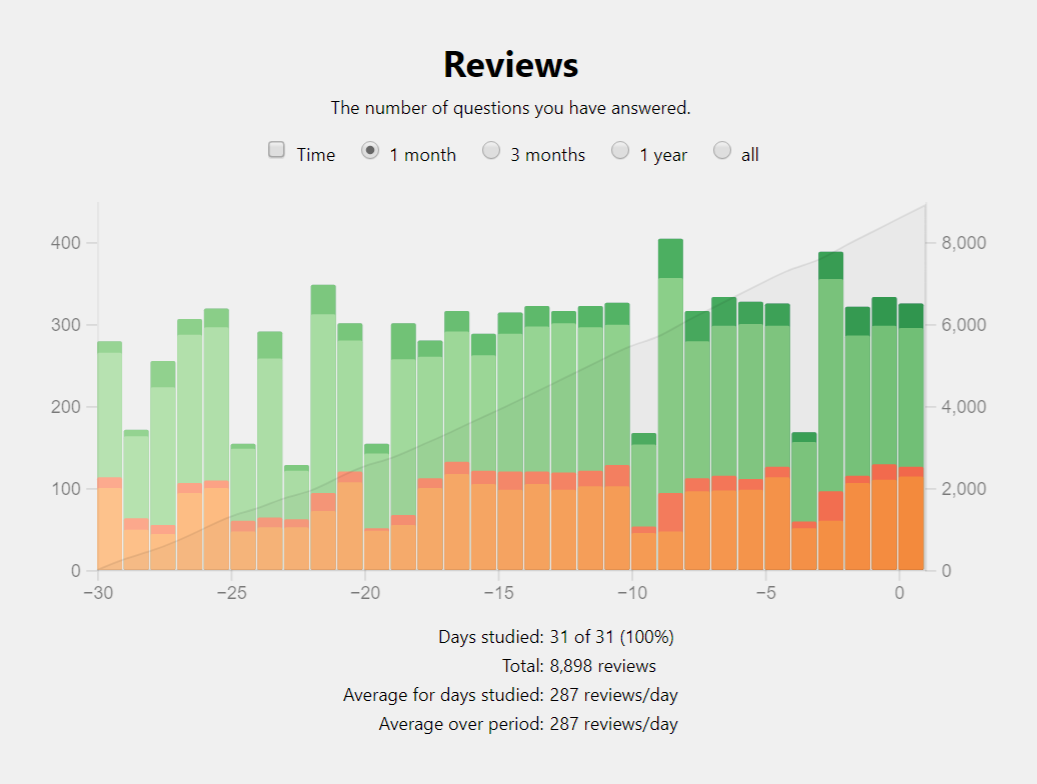 Reviews
The number of questions you have answered.
Time 1 month 3 months 1 year all
400 8,000
300 6,000
200 4,000
100 2,000
0 0
−30 −25 −20 −15 −10 −5 0
Days studied: 31 of 31 (100%)
Total: 8,898 reviews
Average for days studied: 287 reviews/day
Average over period: 287 reviews/day